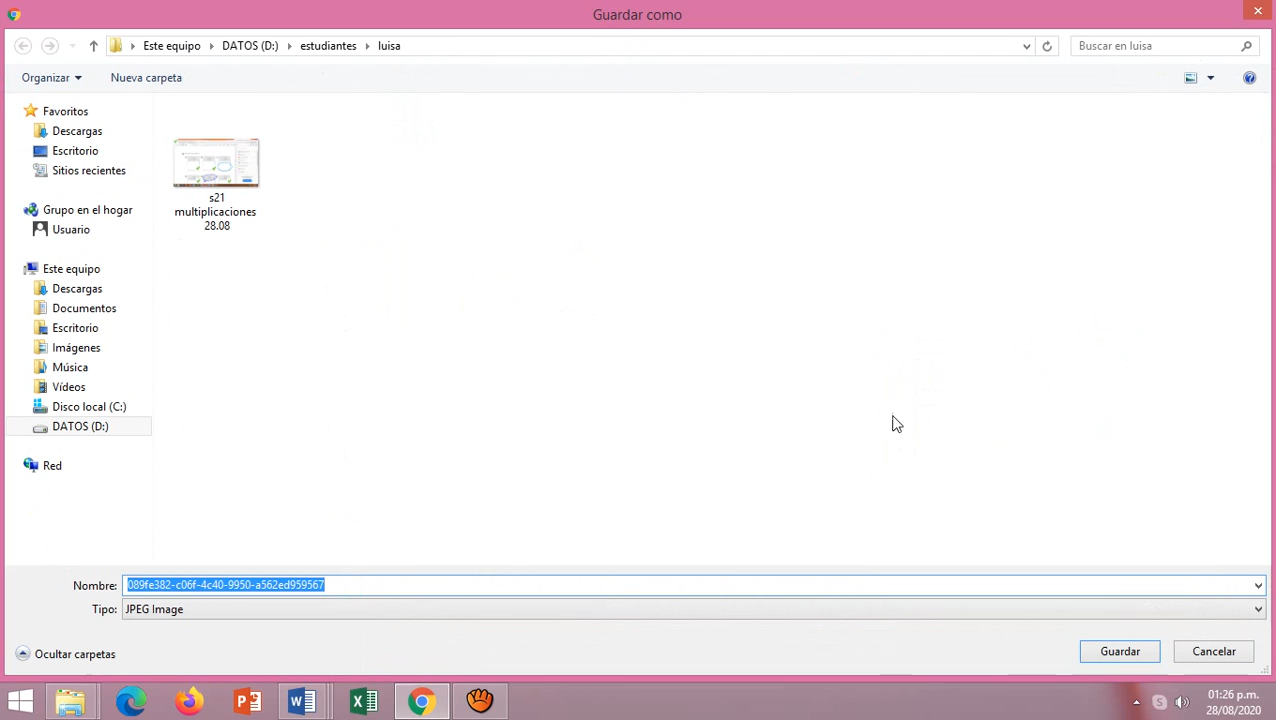 Guardar como
Este equipo DATOS (D:) estudiantes luisa
Buscar en luisa
Organizar
Nueva carpeta
Favoritos
Descargas
Escritorio
Sitios recientes
Grupo en el hogar
Usuario
Este equipo
Descargas
Documentos
Escritorio
Imágenes
Música
Vídeos
Disco local (C:)
DATOS (D:)
Red
s21
multiplicaciones
28.08
Nombre: 089fe382-c06f-4c40-9950-a562ed959567
Tipo: JPEG Image
Ocultar carpetas
Guardar
Cancelar
01:26 p.m.
28/08/2020